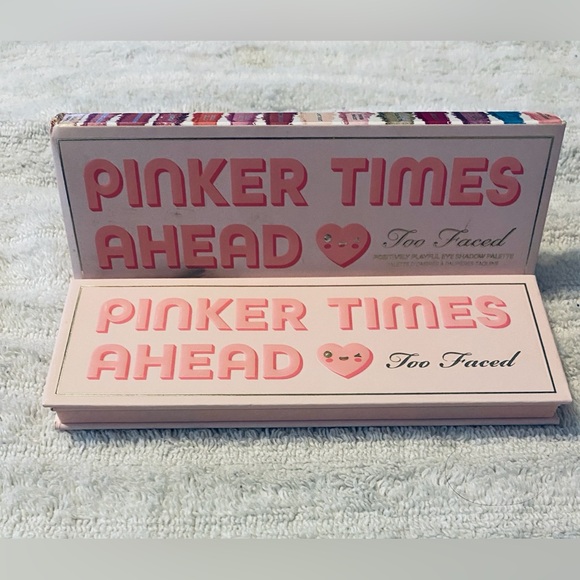 PINKER TIMES
AHEAD Too Faced
POSITIVELY PLAYFUL EYE SHADOW PALETTE
PINKER TIMES
AHEAD Too Faced